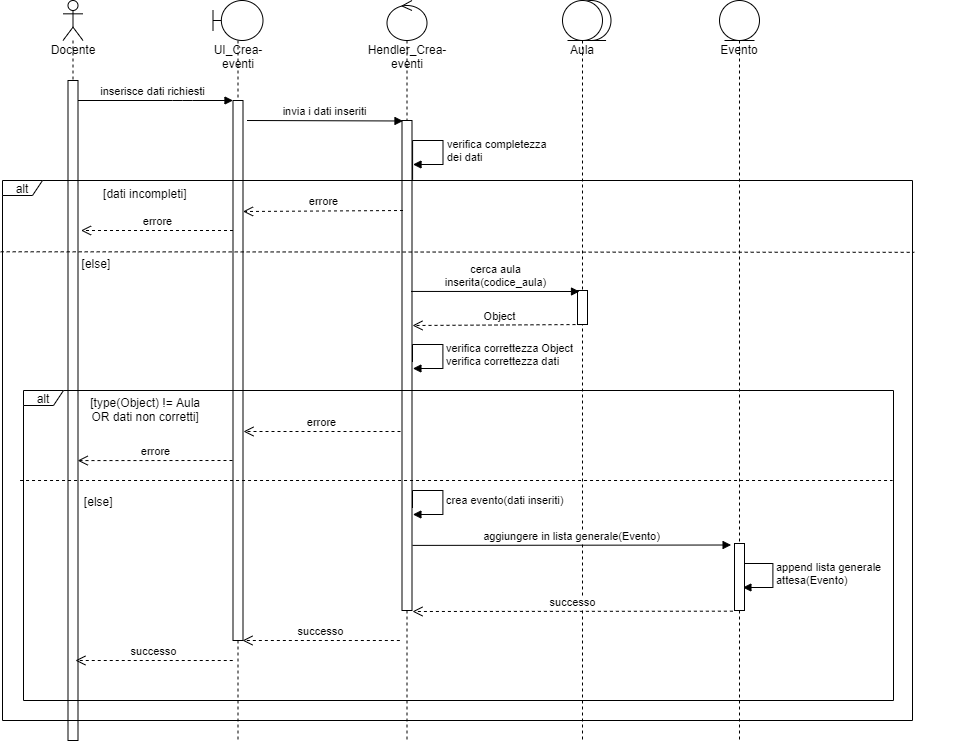 Docente
UI_Crea-
eventi
Hendler_Crea-
eventi
Aula
Evento
inserisce dati richiesti
invia i dati inseriti
verifica completezza
dei dati
alt
[dati incompleti]
errore
errore
[else]
cerca aula
inserita(codice_aula)
Object
verifica correttezza Object
verifica correttezza dati
alt
[type(Object) != Aula
OR dati non corretti]
errore
errore
[else]
crea evento(dati inseriti)
aggiungere in lista generale(Evento)
append lista generale
attesa(Evento)
successo
successo
successo